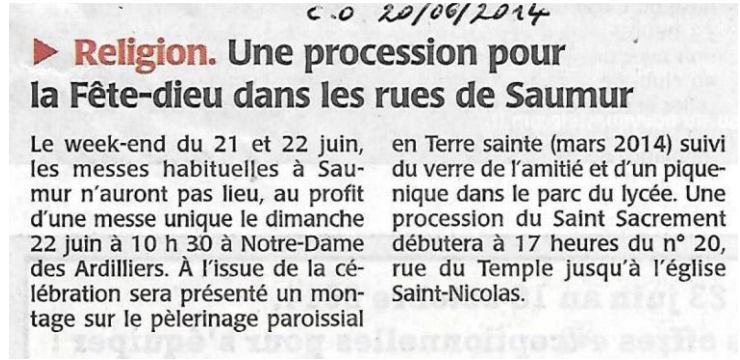 C.O 20/06/2014
► Religion. Une procession pour
la Fête-dieu dans les rues de Saumur
Le week-end du 21 et 22 juin,
les messes habituelles à Sau-
mur n'auront pas lieu, au profit
d'une messe unique le dimanche
22 juin à 10 h 30 à Notre-Dame
des Ardilliers. À l'issue de la cé-
lébration sera présenté un mon-
tage sur le pèlerinage paroissial
en Terre sainte (mars 2014) suivi
du verre de l'amitié et d'un pique-
nique dans le parc du lycée. Une
procession du Saint Sacrement
débutera à 17 heures du n° 20,
rue du Temple jusqu'à l'église
Saint-Nicolas.